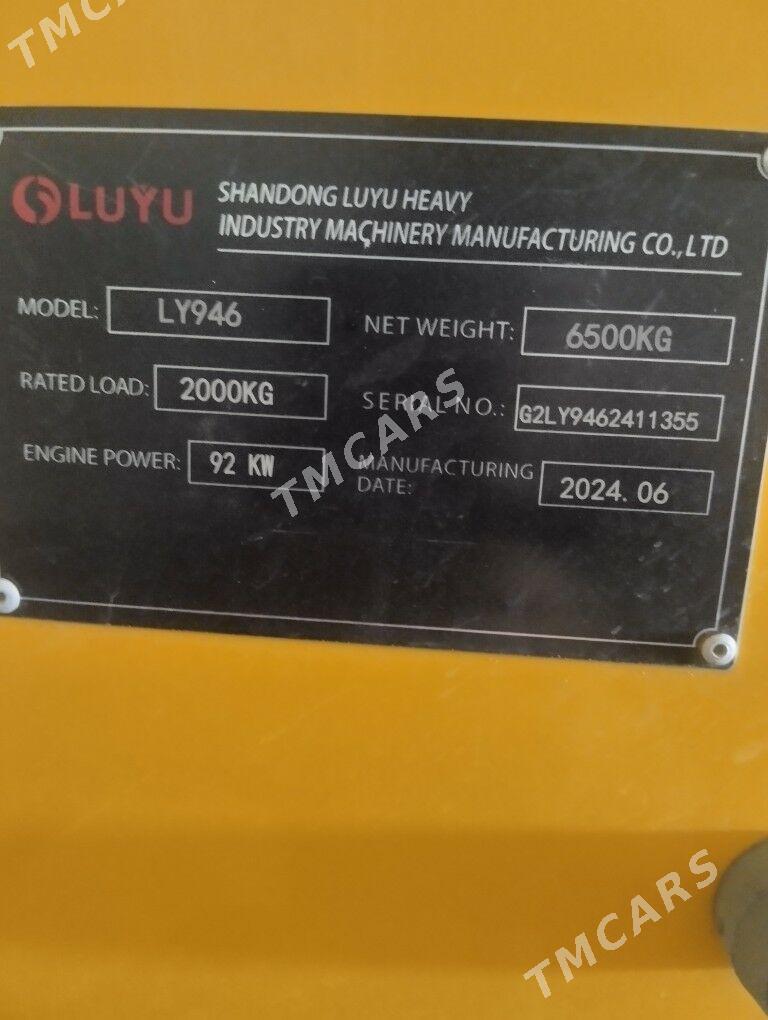 TMCARS
LUYU
SHANDONG LUYU HEAVY
INDUSTRY MACHINERY MANUFACTURING CO.,LTD
MODEL: LY946
NET WEIGHT: 6500KG
RATED LOAD: 2000KG
SERIAL NO.: G2LY9462411355
ENGINE POWER: 92 KW
MANUFACTURING
DATE: 2024.06
TMCARS
TMCARS